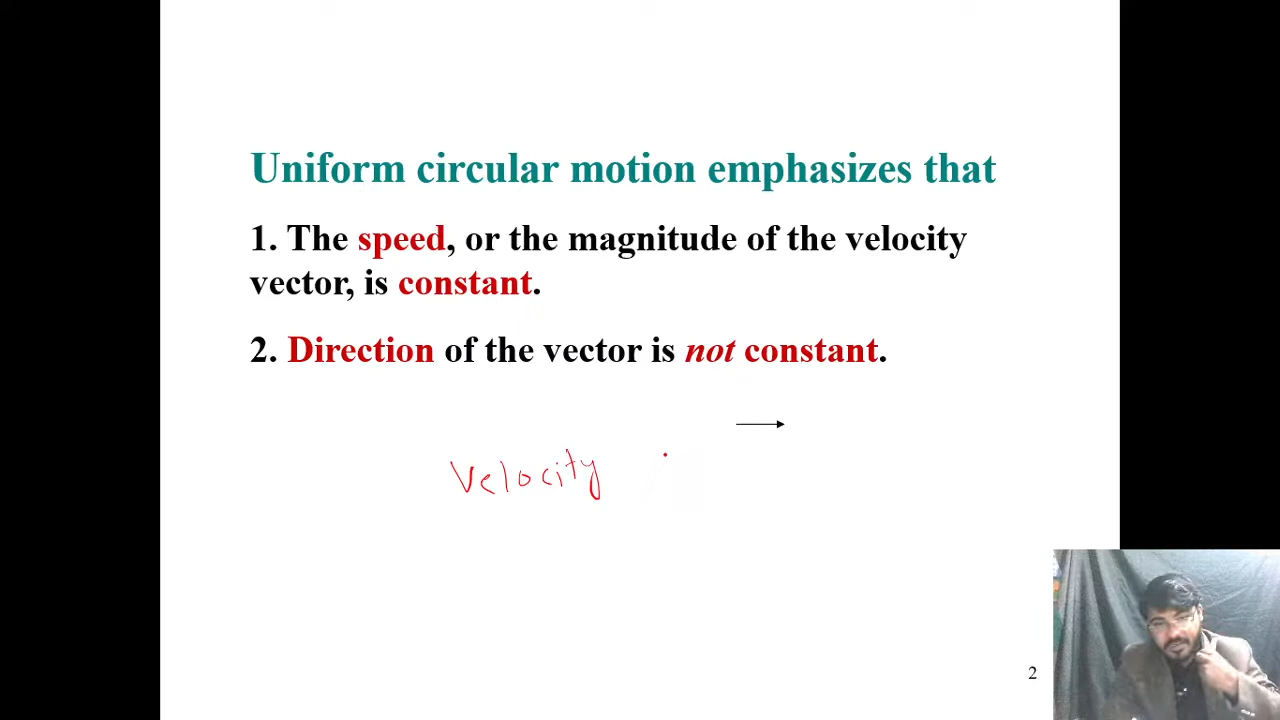 Uniform circular motion emphasizes that
1. The speed, or the magnitude of the velocity
vector, is constant.
2. Direction of the vector is not constant.
Velocity
2